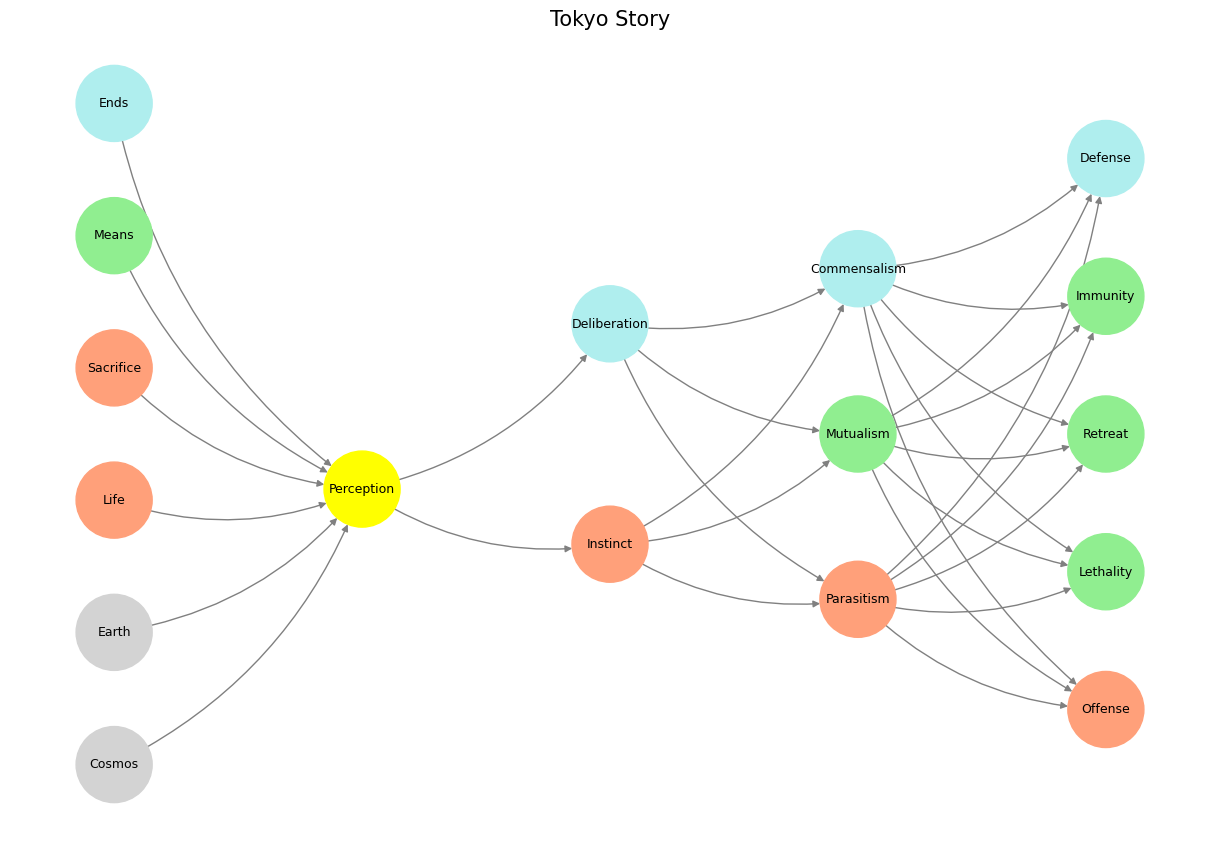 Tokyo Story
Ends
Means
Sacrifice
Life
Earth
Cosmos
Perception
Deliberation
Instinct
Commensalism
Mutualism
Parasitism
Defense
Immunity
Retreat
Lethality
Offense